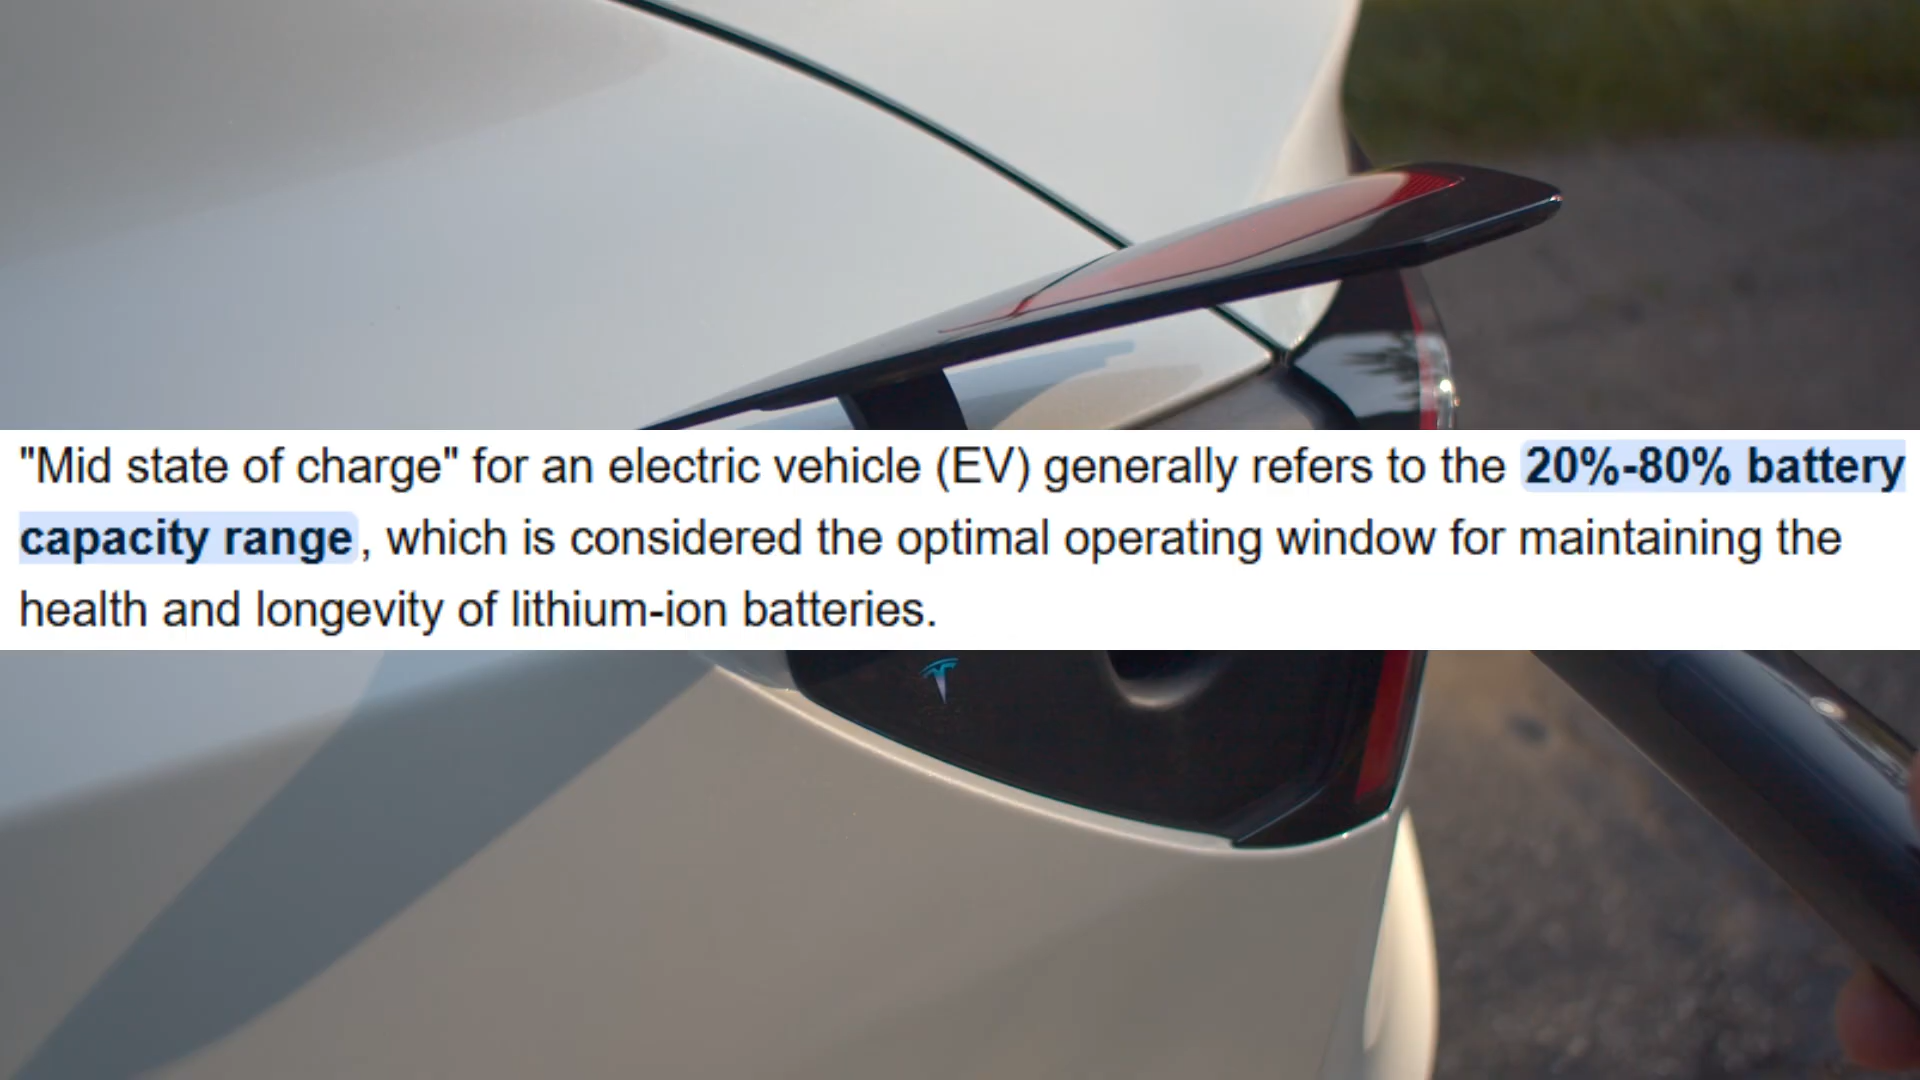 "Mid state of charge" for an electric vehicle (EV) generally refers to the 20%-80% battery
capacity range, which is considered the optimal operating window for maintaining the
health and longevity of lithium-ion batteries.